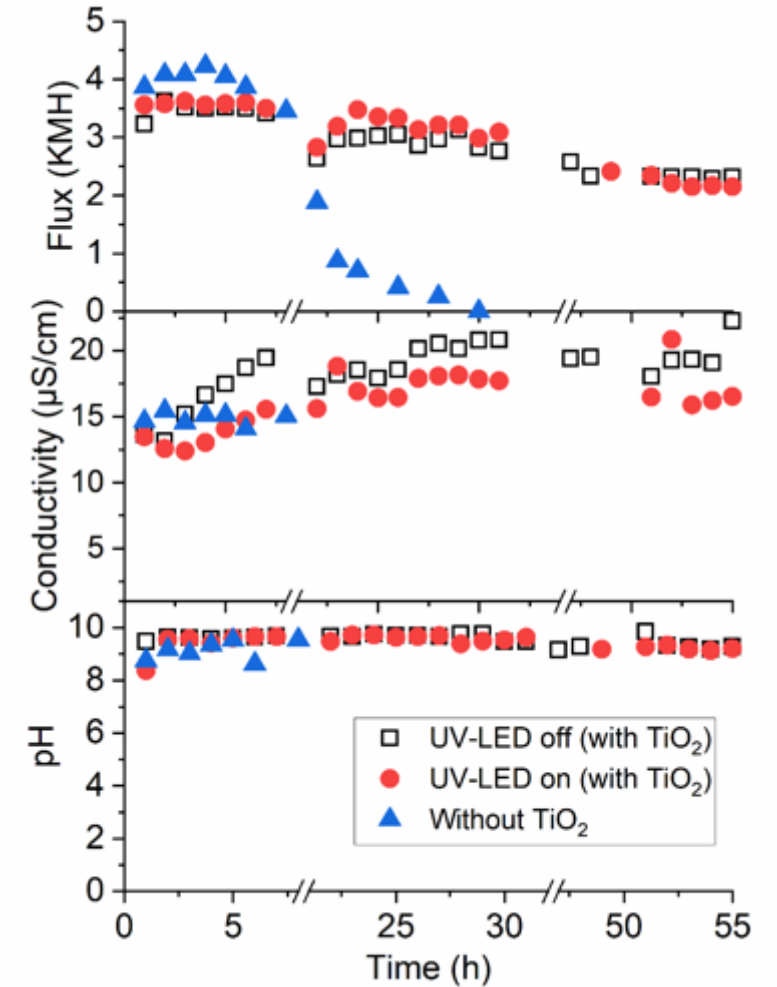 5
4
3
2
1
0
Flux (KMH)
20
15
10
5
Conductivity (μS/cm)
10
8
6
4
2
0
pH
UV-LED off (with TiO₂)
UV-LED on (with TiO₂)
Without TiO₂
0 5 25 30 50 55
Time (h)